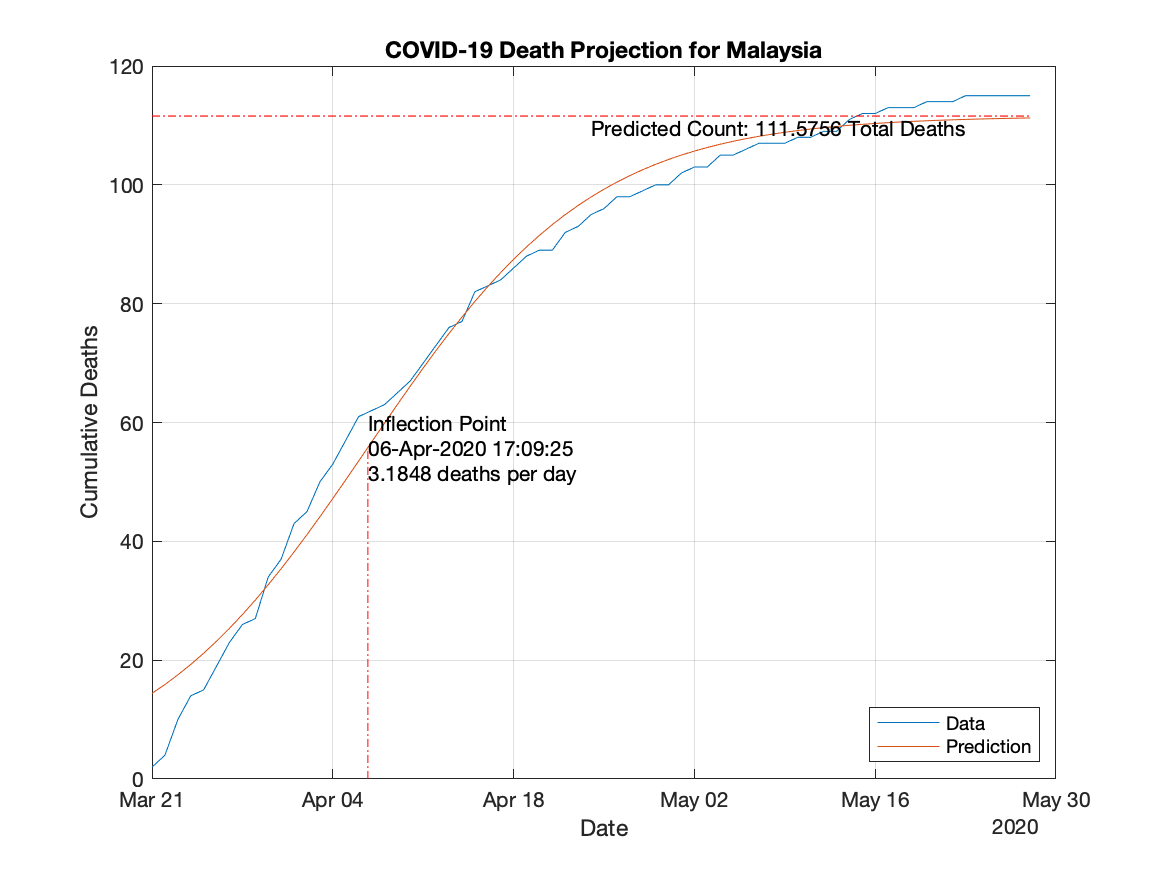 COVID-19 Death Projection for Malaysia
120
Predicted Count: 111.5756 Total Deaths
100
80
60
Inflection Point
06-Apr-2020 17:09:25
3.1848 deaths per day
40
20
0
Cumulative Deaths
Data
Prediction
Mar 21
Apr 04
Apr 18
May 02
May 16
May 30
Date
2020